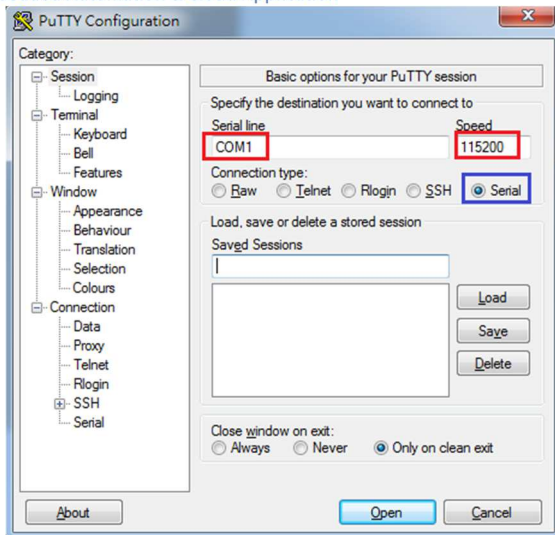 PuTTY Configuration
Category:
Session
Logging
Terminal
Keyboard
Bell
Features
Window
Appearance
Behaviour
Translation
Selection
Colours
Connection
Data
Proxy
Telnet
Rlogin
SSH
Serial
Basic options for your PuTTY session
Specify the destination you want to connect to
Serial line Speed
COM1 115200
Connection type:
Raw Telnet Rlogin SSH Serial
Load, save or delete a stored session
Saved Sessions
Load
Save
Delete
Close window on exit:
Always Never Only on clean exit
About Open Cancel